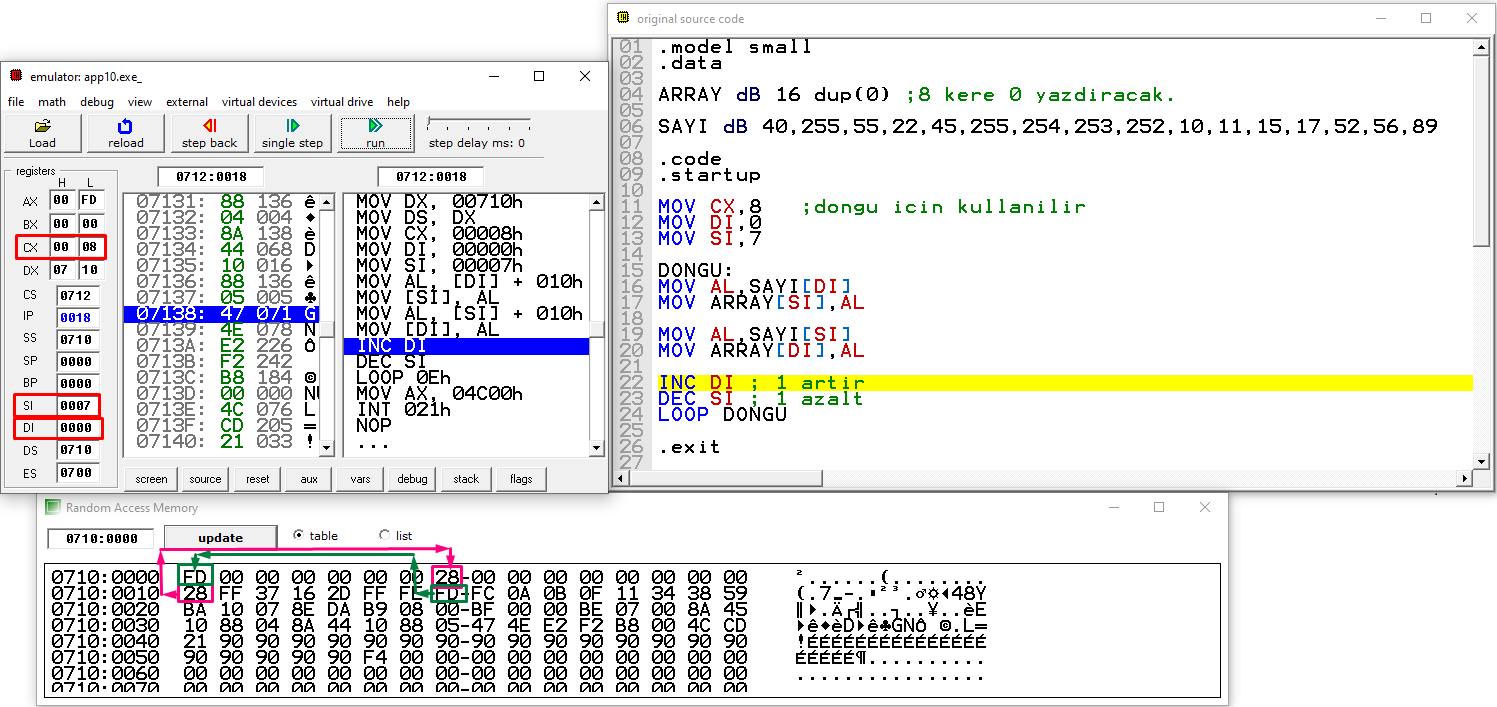 original source code
01 .model small
02 .data
03
04 ARRAY dB 16 dup(0) ;8 kere 0 yazdiracak.
05
06 SAYI dB 40,255,55,22,45,255,254,253,252,10,11,15,17,52,56,89
07
08 .code
09 .startup
10
11 MOV CX,8 ;dongu icin kullanilir
12 MOV DI,0
13 MOV SI,7
14
15 DONGU:
16 MOV AL,SAYI[DI]
17 MOV ARRAY[SI],AL
18
19 MOV AL,SAYI[SI]
20 MOV ARRAY[DI],AL
21
22 INC DI ; 1 artir
23 DEC SI ; 1 azalt
24 LOOP DONGU
25
26 .exit
27
emulator: app10.exe_
file math debug view external virtual devices virtual drive help
Load reload step back single step run step delay ms: 0
registers
H L
AX 00 FD
BX 00 00
CX 00 08
DX 07 10
CS 0712
IP 0018
SS 0710
SP 0000
BP 0000
SI 0007
DI 0000
DS 0710
ES 0700
0712:0018 0712:0018
07131: 88 136 ê
07132: 04 004 ♦
07133: 8A 138 è
07134: 44 068 D
07135: 10 016 ►
07136: 88 136 ê
07137: 05 005 ♣
07138: 47 071 G
07139: 4E 078 N
0713A: E2 226 Ô
0713B: F2 242
0713C: B8 184 ©
0713D: 00 000 NU
0713E: 4C 076 L
0713F: CD 205 =
07140: 21 033 !
MOV DX, 00710h
MOV DS, DX
MOV CX, 00008h
MOV DI, 00000h
MOV SI, 00007h
MOV AL, [DI] + 010h
MOV [SI], AL
MOV AL, [SI] + 010h
MOV [DI], AL
INC DI
DEC SI
LOOP 0Eh
MOV AX, 04C00h
INT 021h
NOP
...
screen source reset aux vars debug stack flags
Random Access Memory
0710:0000 update table list
0710:0000 FD 00 00 00 00 00 00 28-00 00 00 00 00 00 00 00 ².......(........
0710:0010 28 FF 37 16 2D FF FE FD-FC 0A 0B 0F 11 34 38 59
0710:0020 BA 10 07 8E DA B9 08 00-BF 00 00 BE 07 00 8A 45
0710:0030 10 88 04 8A 44 10 88 05-47 4E E2 F2 B8 00 4C CD
0710:0040 21 90 90 90 90 90 90 90-90 90 90 90 90 90 90 90 !ÉÉÉÉÉÉÉÉÉÉÉÉÉÉÉ
0710:0050 90 90 90 90 90 F4 00 00-00 00 00 00 00 00 00 00 ÉÉÉÉÉ¶..........
0710:0060 00 00 00 00 00 00 00 00-00 00 00 00 00 00 00 00 ................
0710:0070 00 00 00 00 00 00 00 00-00 00 00 00 00 00 00 00